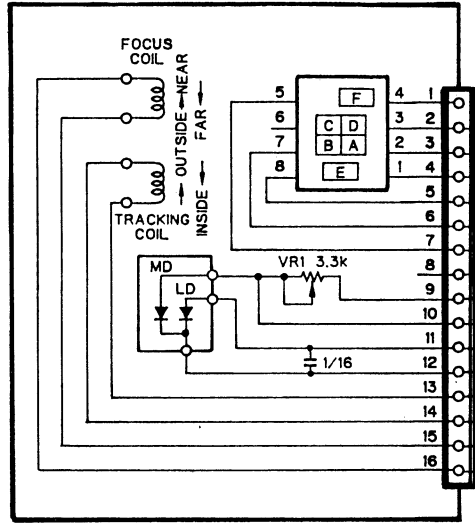 FOCUS
COIL
OUTSIDE NEAR
FAR
INSIDE
TRACKING
COIL
5 F 4 1
6 C D 3 2
7 B A 2 3
8 E 1 4
5
6
7
MD
LD
VR1 3.3k
8
9
10
11
1/16
12
13
14
15
16